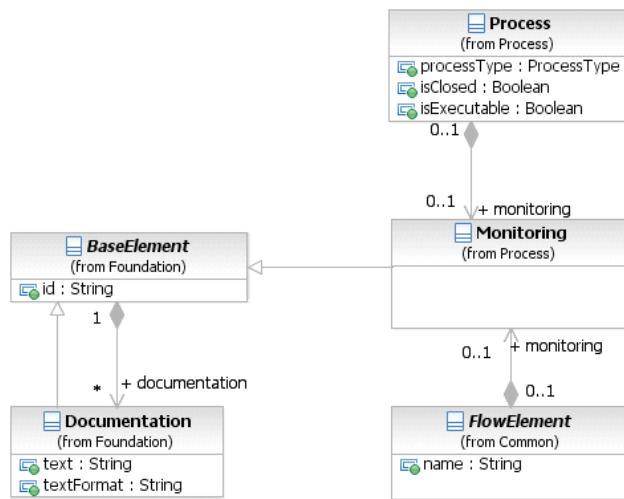 Process
(from Process)
processType : ProcessType
isClosed : Boolean
isExecutable : Boolean
0..1
0..1
+ monitoring
BaseElement
(from Foundation)
id : String
Monitoring
(from Process)
1
*
+ documentation
0..1
+ monitoring
0..1
Documentation
(from Foundation)
text : String
textFormat : String
FlowElement
(from Common)
name : String